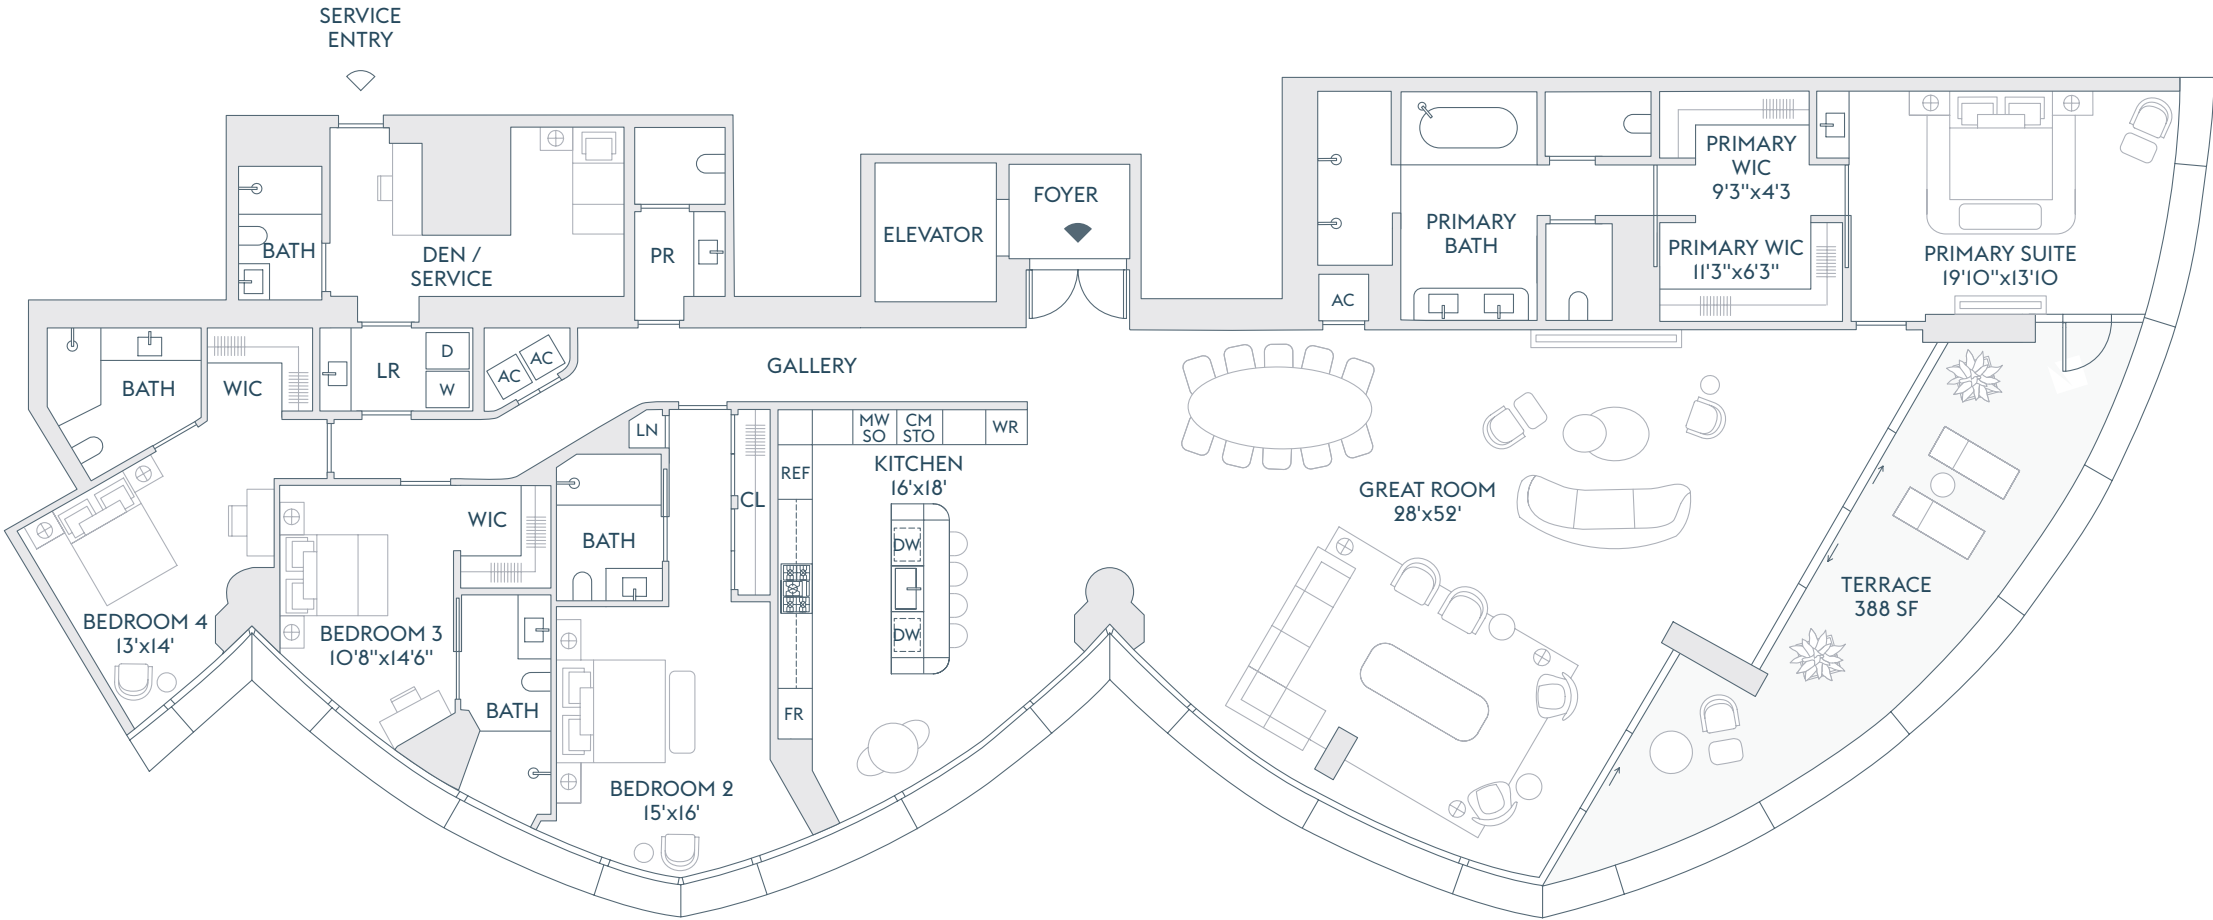 SERVICE
ENTRY
BATH
DEN /
SERVICE
PR
ELEVATOR
FOYER
PRIMARY
BATH
AC
PRIMARY
WIC
9'3"x4'3
PRIMARY WIC
11'3"x6'3"
PRIMARY SUITE
19'10"x13'10
BATH
WIC
LR
D
W
AC
AC
GALLERY
LN
CL
MW
SO
CM
STO
WR
REF
KITCHEN
16'x18'
DW
DW
FR
GREAT ROOM
28'x52'
TERRACE
388 SF
WIC
BATH
BEDROOM 4
13'x14'
BEDROOM 3
10'8"x14'6"
BATH
BEDROOM 2
15'x16'